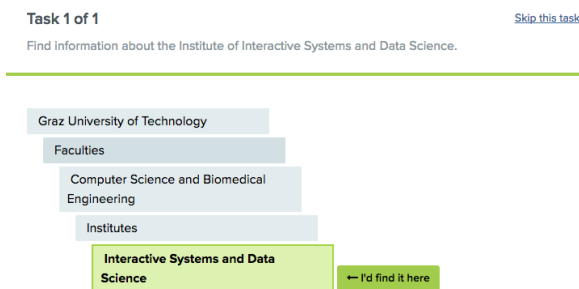 Task 1 of 1
Skip this task
Find information about the Institute of Interactive Systems and Data Science.
Graz University of Technology
Faculties
Computer Science and Biomedical
Engineering
Institutes
Interactive Systems and Data
Science
← I'd find it here